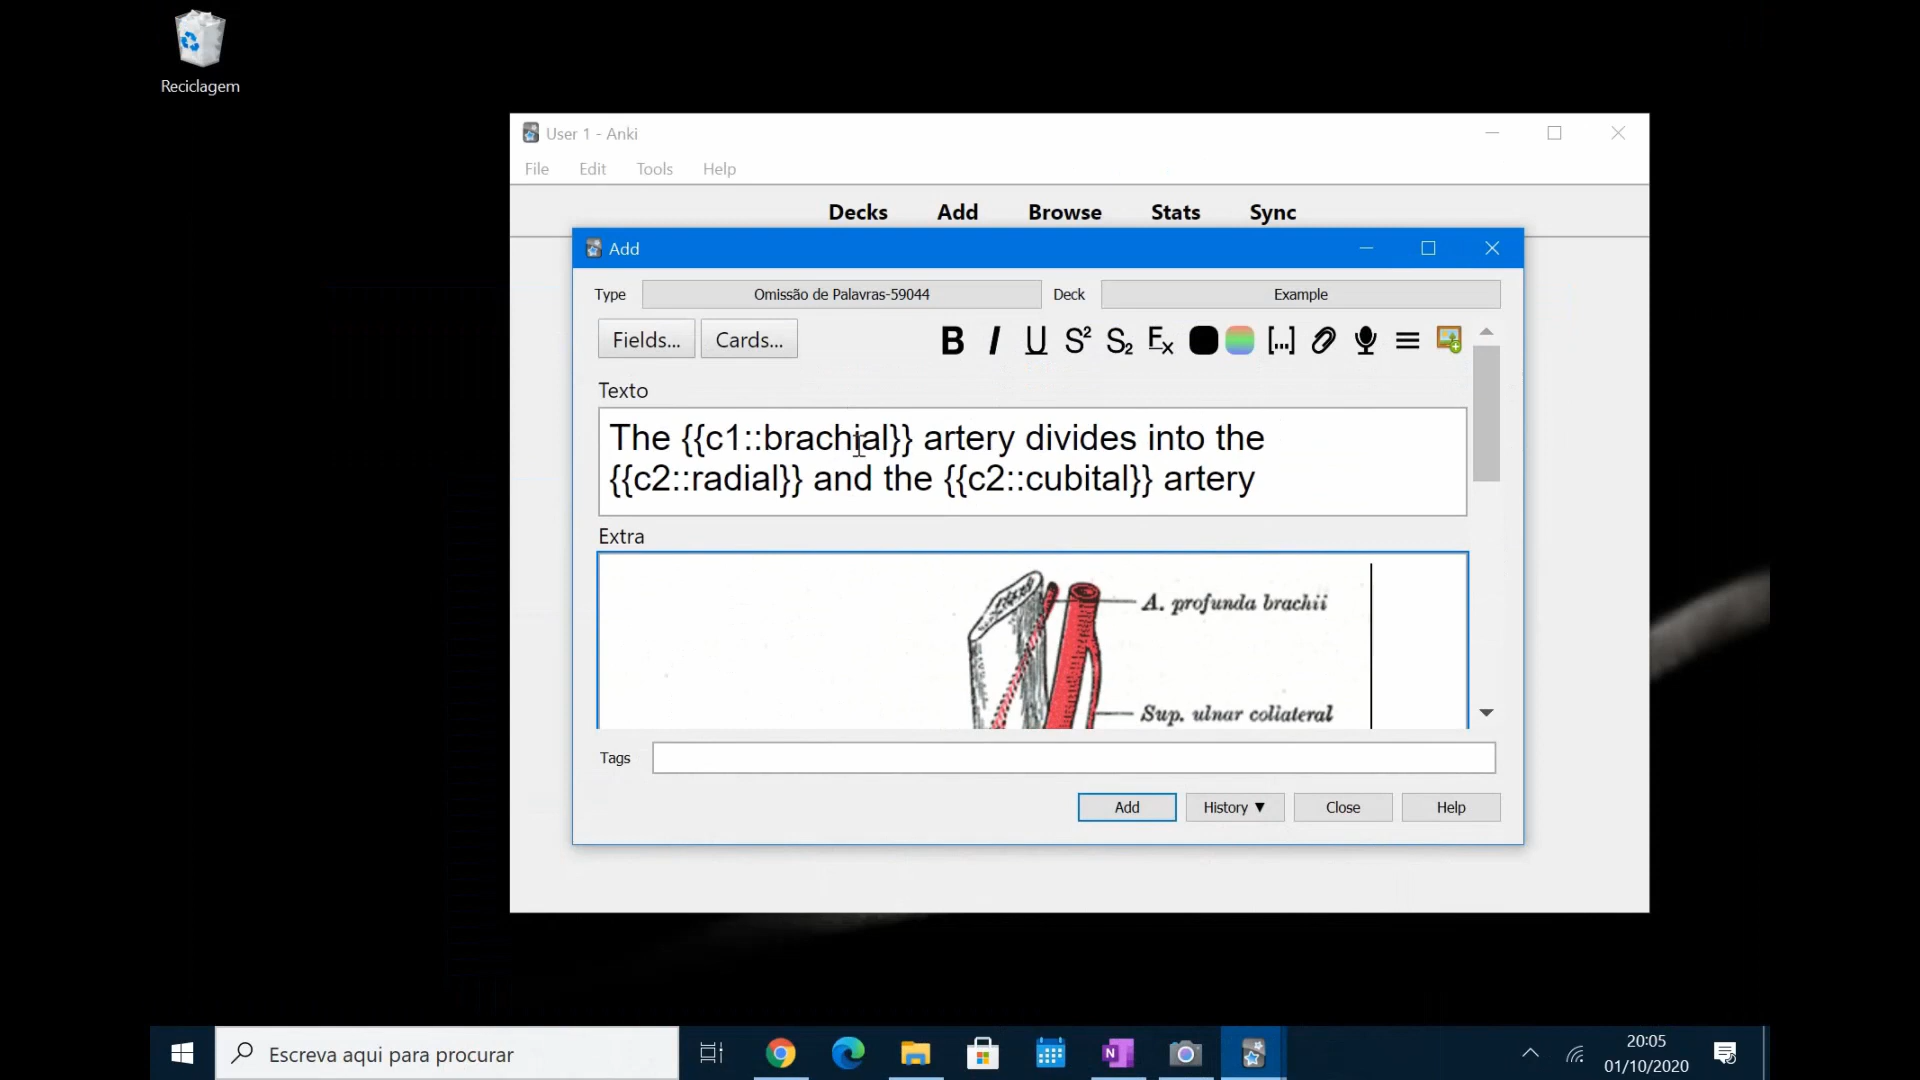 Reciclagem
User 1 - Anki
File Edit Tools Help
Decks Add Browse Stats Sync
Add
Type Omissão de Palavras-59044 Deck Example
Fields... Cards... B I U S² S₂ Fx [...]
Texto
The {{c1::brachial}} artery divides into the
{{c2::radial}} and the {{c2::cubital}} artery
Extra
A. profunda brachii
Sup. ulnar collateral
Tags
Add History ▼ Close Help
Escreva aqui para procurar
N
20:05
01/10/2020